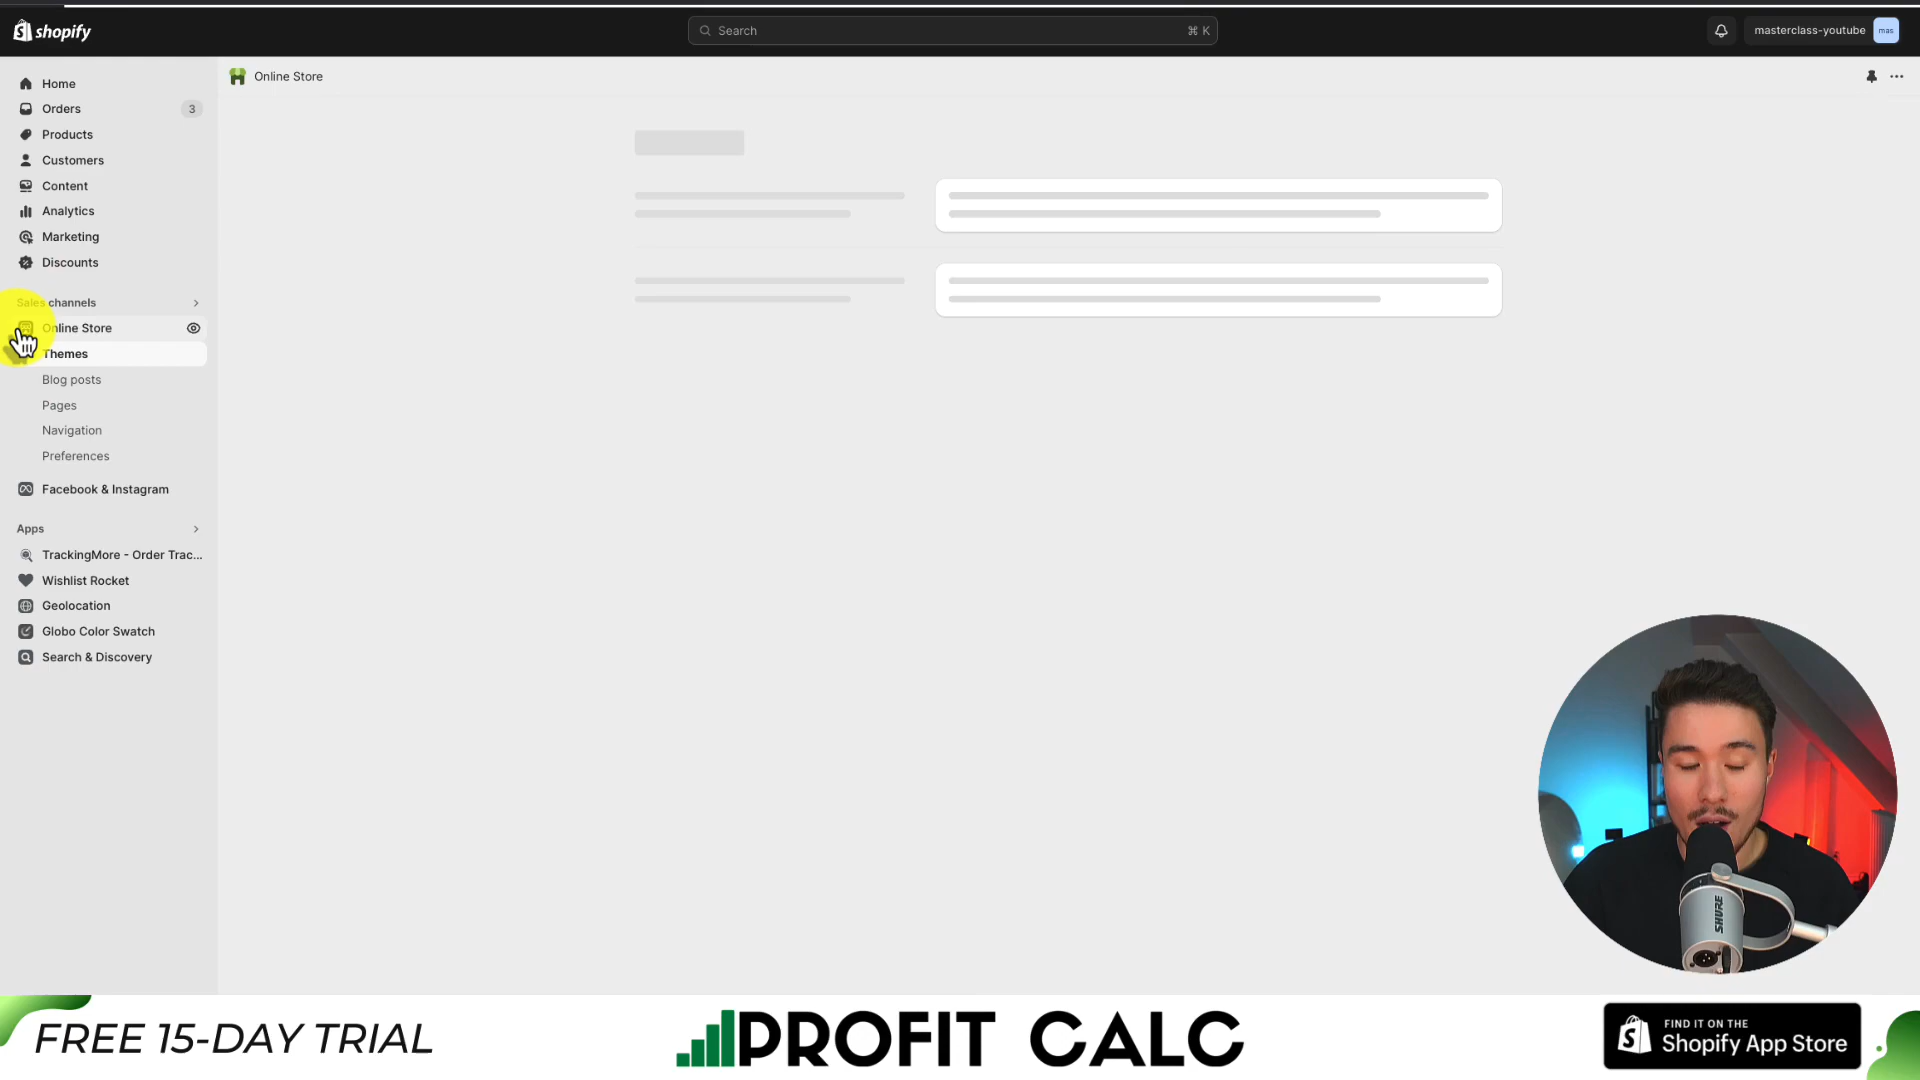 shopify
Search
⌘ K
masterclass-youtube
mas
Home
Orders
3
Products
Customers
Content
Analytics
Marketing
Discounts
Sales channels
Online Store
Themes
Blog posts
Pages
Navigation
Preferences
Facebook & Instagram
Apps
TrackingMore - Order Trac...
Wishlist Rocket
Geolocation
Globo Color Swatch
Search & Discovery
Online Store
SHURE
FREE 15-DAY TRIAL
PROFIT CALC
FIND IT ON THE
Shopify App Store